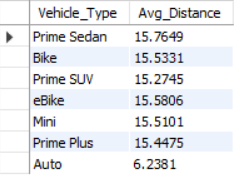 Vehicle_Type Avg_Distance
Prime Sedan 15.7649
Bike 15.5331
Prime SUV 15.2745
eBike 15.5806
Mini 15.5101
Prime Plus 15.4475
Auto 6.2381